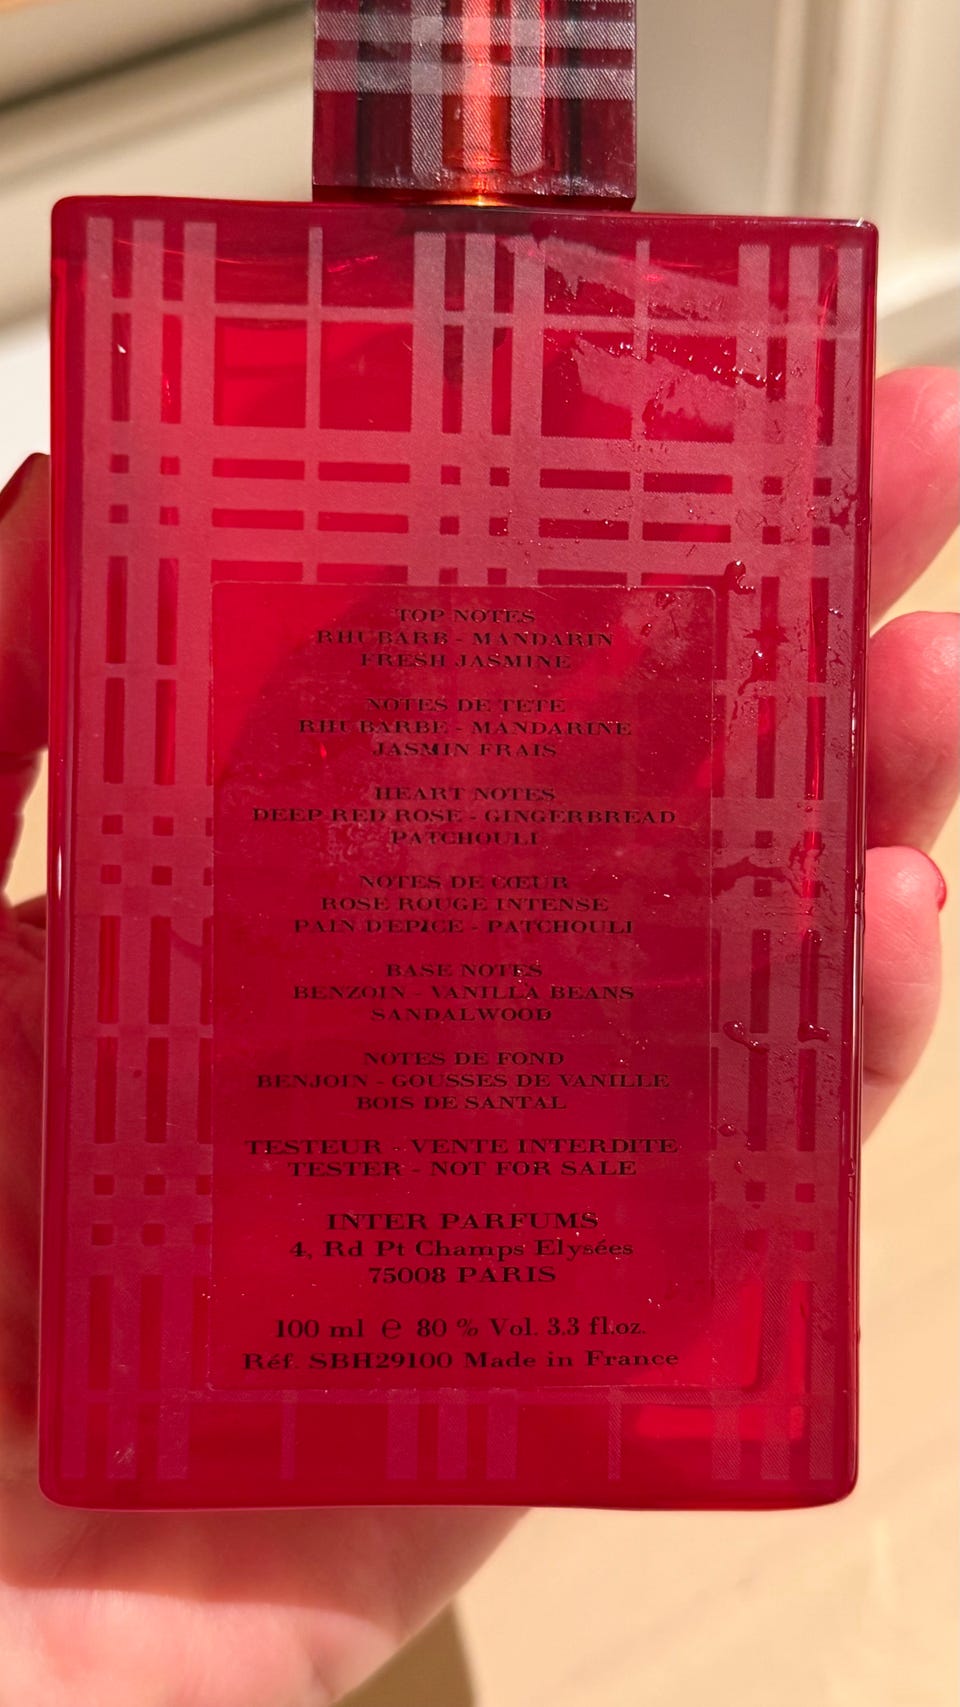 TOP NOTES
RHUBARB - MANDARIN
FRESH JASMINE
NOTES DE TETE
RHUBARBE - MANDARINE
JASMIN FRAIS
HEART NOTES
DEEP RED ROSE - GINGERBREAD
PATCHOULI
NOTES DE CŒUR
ROSE ROUGE INTENSE
PAIN D'EPICE - PATCHOULI
BASE NOTES
BENZOIN - VANILLA BEANS
SANDALWOOD
NOTES DE FOND
BENJOIN - GOUSSES DE VANILLE
BOIS DE SANTAL
TESTEUR - VENTE INTERDITE
TESTER - NOT FOR SALE
INTER PARFUMS
4, Rd Pt Champs Elysées
75008 PARIS
100 ml ℮ 80 % Vol. 3.3 fl.oz.
Réf. SBH29100 Made in France